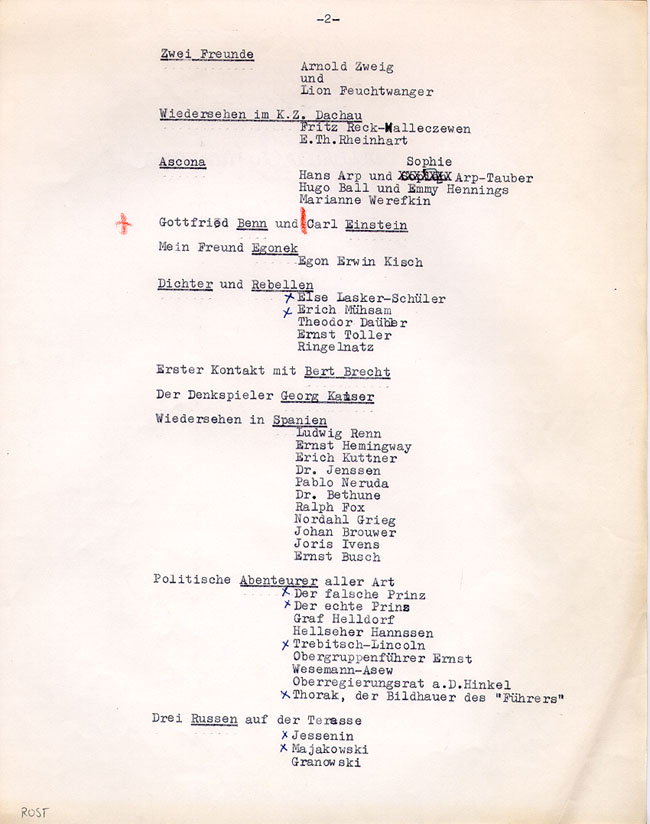 -2-
Zwei Freunde
Arnold Zweig
und
Lion Feuchtwanger
Wiedersehen im K.Z. Dachau
Fritz Reck-Malleczewen
E.Th.Rheinhart
Ascona
Sophie
Hans Arp und Arp-Tauber
Hugo Ball und Emmy Hennings
Marianne Werefkin
Gottfried Benn und Carl Einstein
Mein Freund Egonek
Egon Erwin Kisch
Dichter und Rebellen
x Else Lasker-Schüler
x Erich Mühsam
Theodor Däubler
Ernst Toller
Ringelnatz
Erster Kontakt mit Bert Brecht
Der Denkspieler Georg Kaiser
Wiedersehen in Spanien
Ludwig Renn
Ernst Hemingway
Erich Kuttner
Dr. Jenssen
Pablo Neruda
Dr. Bethune
Ralph Fox
Nordahl Grieg
Johan Brouwer
Joris Ivens
Ernst Busch
Politische Abenteurer aller Art
x Der falsche Prinz
x Der echte Prins
Graf Helldorf
Hellseher Hannssen
x Trebitsch-Lincoln
Obergruppenführer Ernst
Wesemann-Asew
Oberregierungsrat a.D.Hinkel
x Thorak, der Bildhauer des "Führers"
Drei Russen auf der Terasse
x Jessenin
x Majakowski
Granowski
ROST